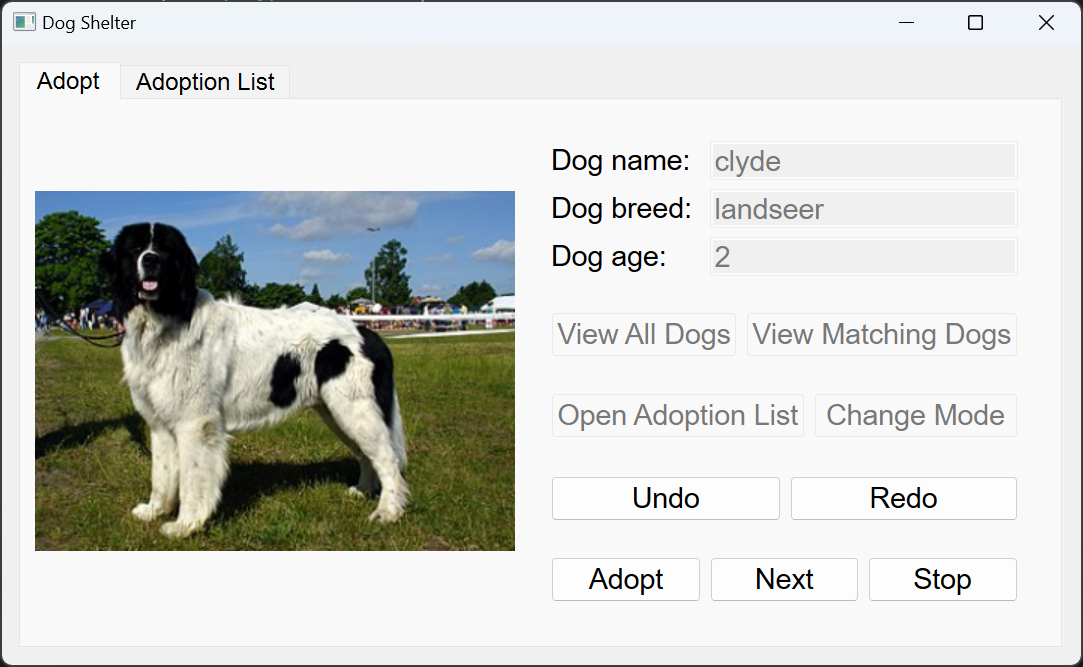 Dog Shelter
Adopt Adoption List
Dog name: clyde
Dog breed: landseer
Dog age: 2
View All Dogs View Matching Dogs
Open Adoption List Change Mode
Undo Redo
Adopt Next Stop